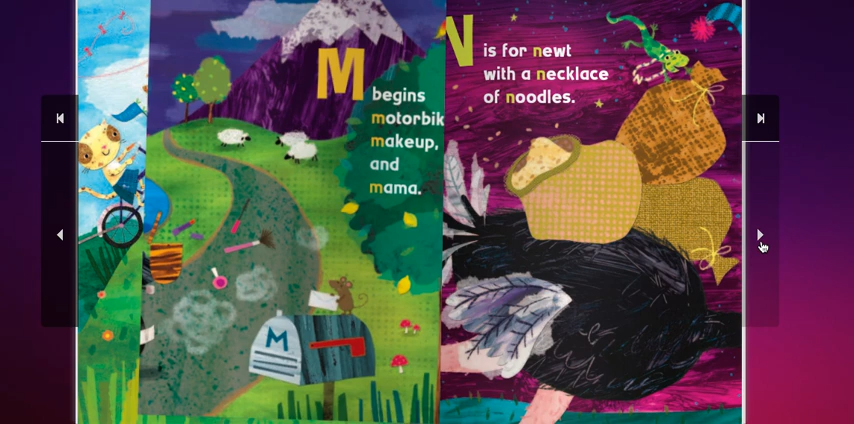 M begins
motorbik
makeup,
and
mama.
M
N is for newt
with a necklace
of noodles.